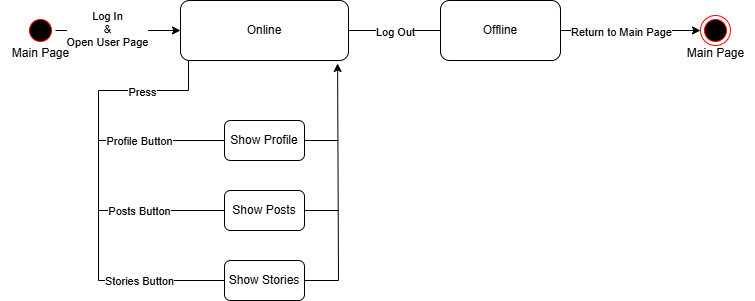 Log In
&
Open User Page
Main Page
Online
Log Out
Offline
Return to Main Page
Main Page
Press
Profile Button
Show Profile
Posts Button
Show Posts
Stories Button
Show Stories